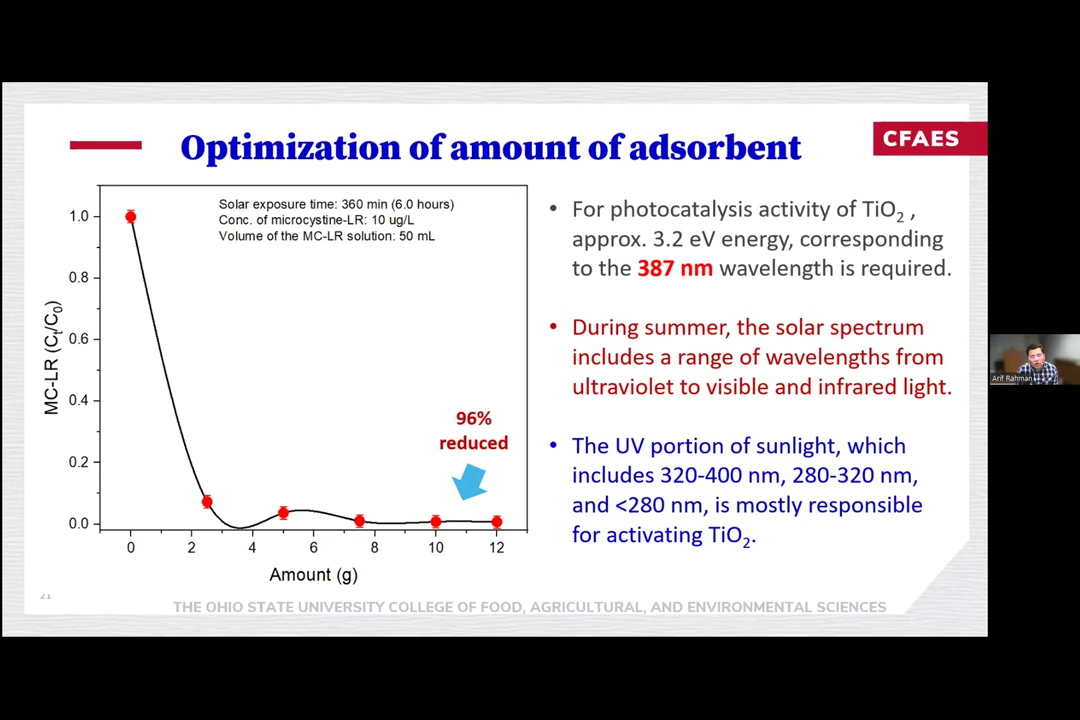 Optimization of amount of adsorbent
CFAES
Solar exposure time: 360 min (6.0 hours)
Conc. of microcystine-LR: 10 ug/L
Volume of the MC-LR solution: 50 mL
MC-LR (Ct/C0)
1.0
0.8
0.6
0.4
0.2
0.0
96%
reduced
0 2 4 6 8 10 12
Amount (g)
• For photocatalysis activity of TiO2 ,
approx. 3.2 eV energy, corresponding
to the 387 nm wavelength is required.
• During summer, the solar spectrum
includes a range of wavelengths from
ultraviolet to visible and infrared light.
• The UV portion of sunlight, which
includes 320-400 nm, 280-320 nm,
and <280 nm, is mostly responsible
for activating TiO2.
Arif Rahman
21
THE OHIO STATE UNIVERSITY COLLEGE OF FOOD, AGRICULTURAL, AND ENVIRONMENTAL SCIENCES